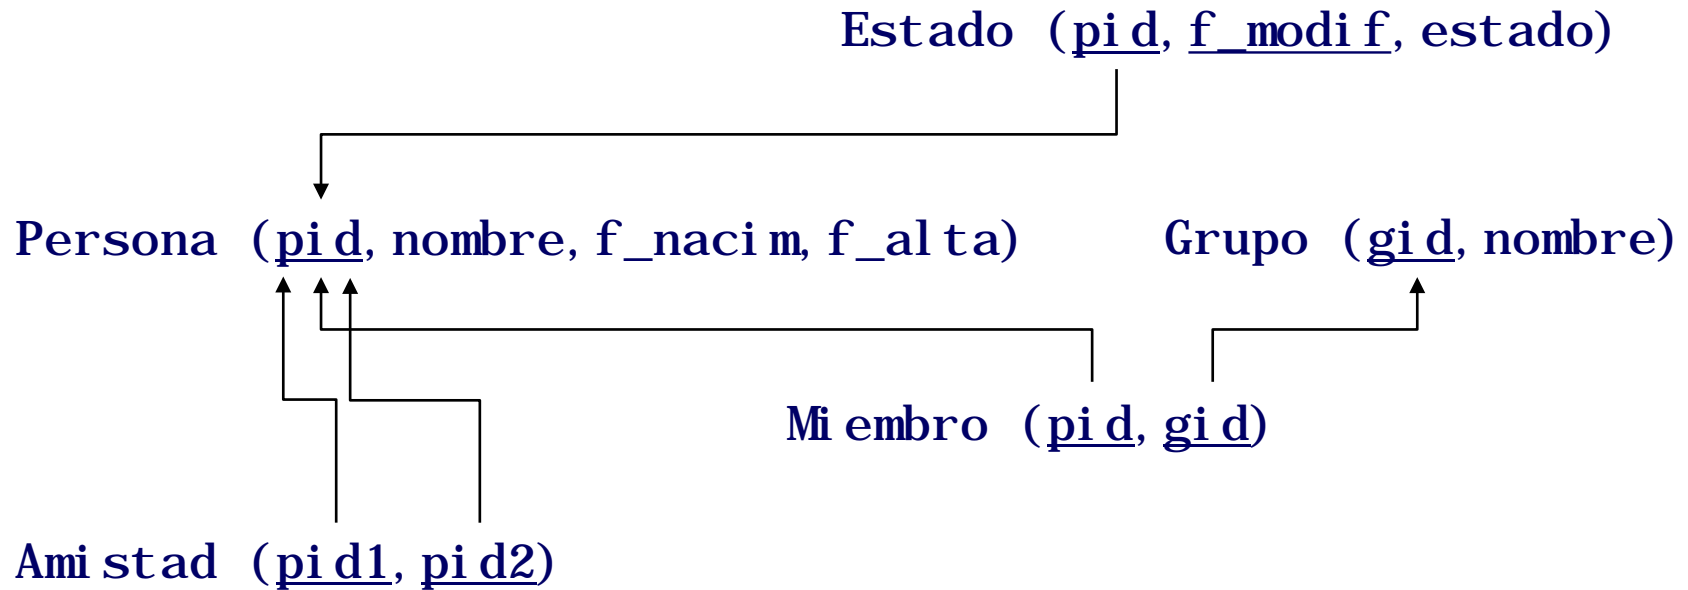 Estado (pid, f_modif, estado)
Persona (pid, nombre, f_nacim, f_alta)
Grupo (gid, nombre)
Miembro (pid, gid)
Amistad (pid1, pid2)